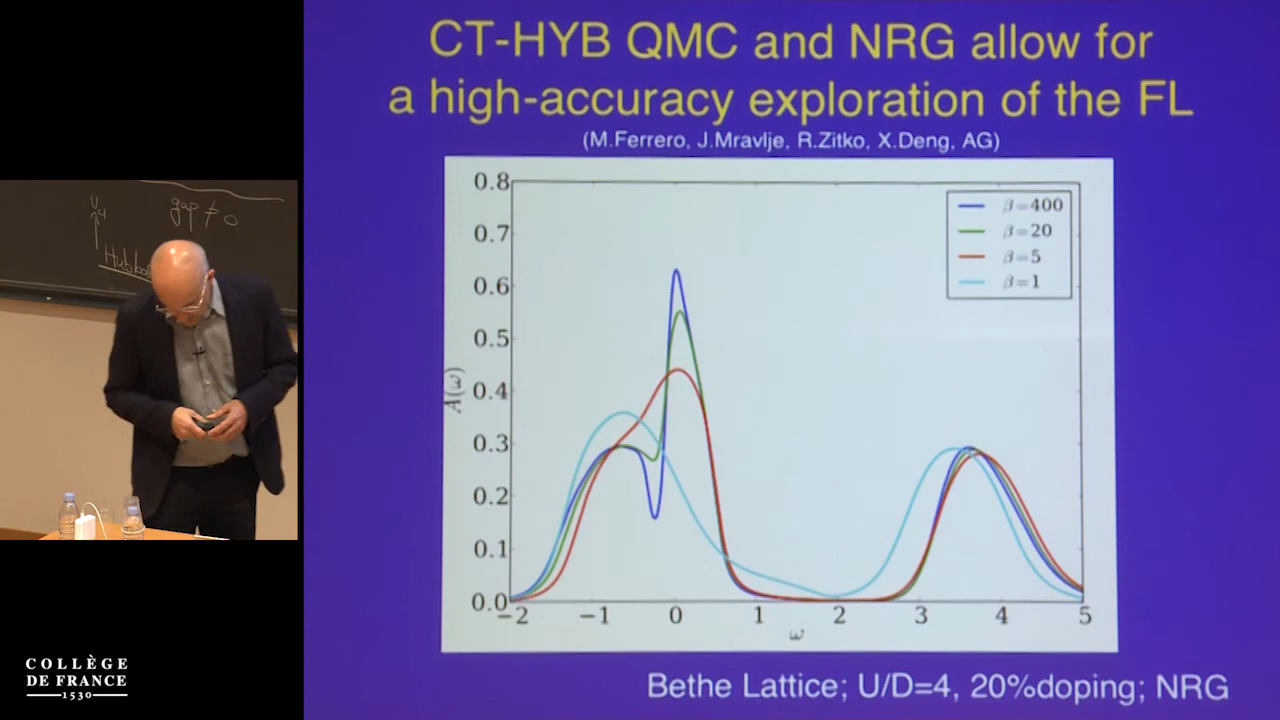 CT-HYB QMC and NRG allow for
a high-accuracy exploration of the FL
(M.Ferrero, J.Mravlje, R.Zitko, X.Deng, AG)
0.8
0.7
0.6
0.5
0.4
0.3
0.2
0.1
0.0
A(ω)
−2 −1 0 1 2 3 4 5
ω
β=400
β=20
β=5
β=1
Bethe Lattice; U/D=4, 20%doping; NRG
gap ≠ 0
COLLÈGE
DE FRANCE
1530